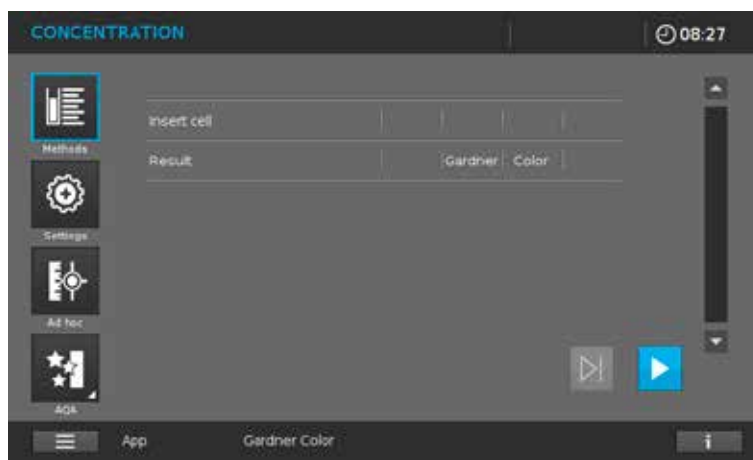 CONCENTRATION 08:27
Methods
Insert cell
Result Gardner Color
Settings
Ad hoc
AQA
App Gardner Color i